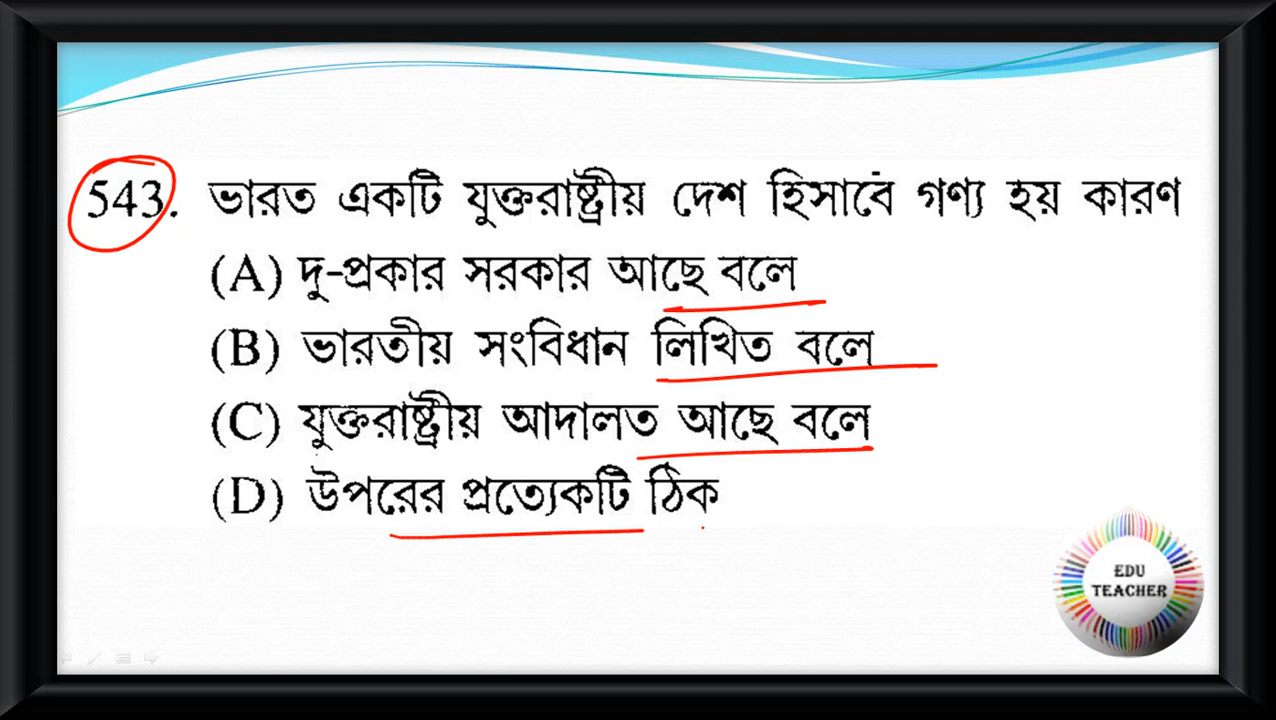 543. ভারত একটি যুক্তরাষ্ট্রীয় দেশ হিসাবে গণ্য হয় কারণ
(A) দু-প্রকার সরকার আছে বলে
(B) ভারতীয় সংবিধান লিখিত বলে
(C) যুক্তরাষ্ট্রীয় আদালত আছে বলে
(D) উপরের প্রত্যেকটি ঠিক
EDU
TEACHER